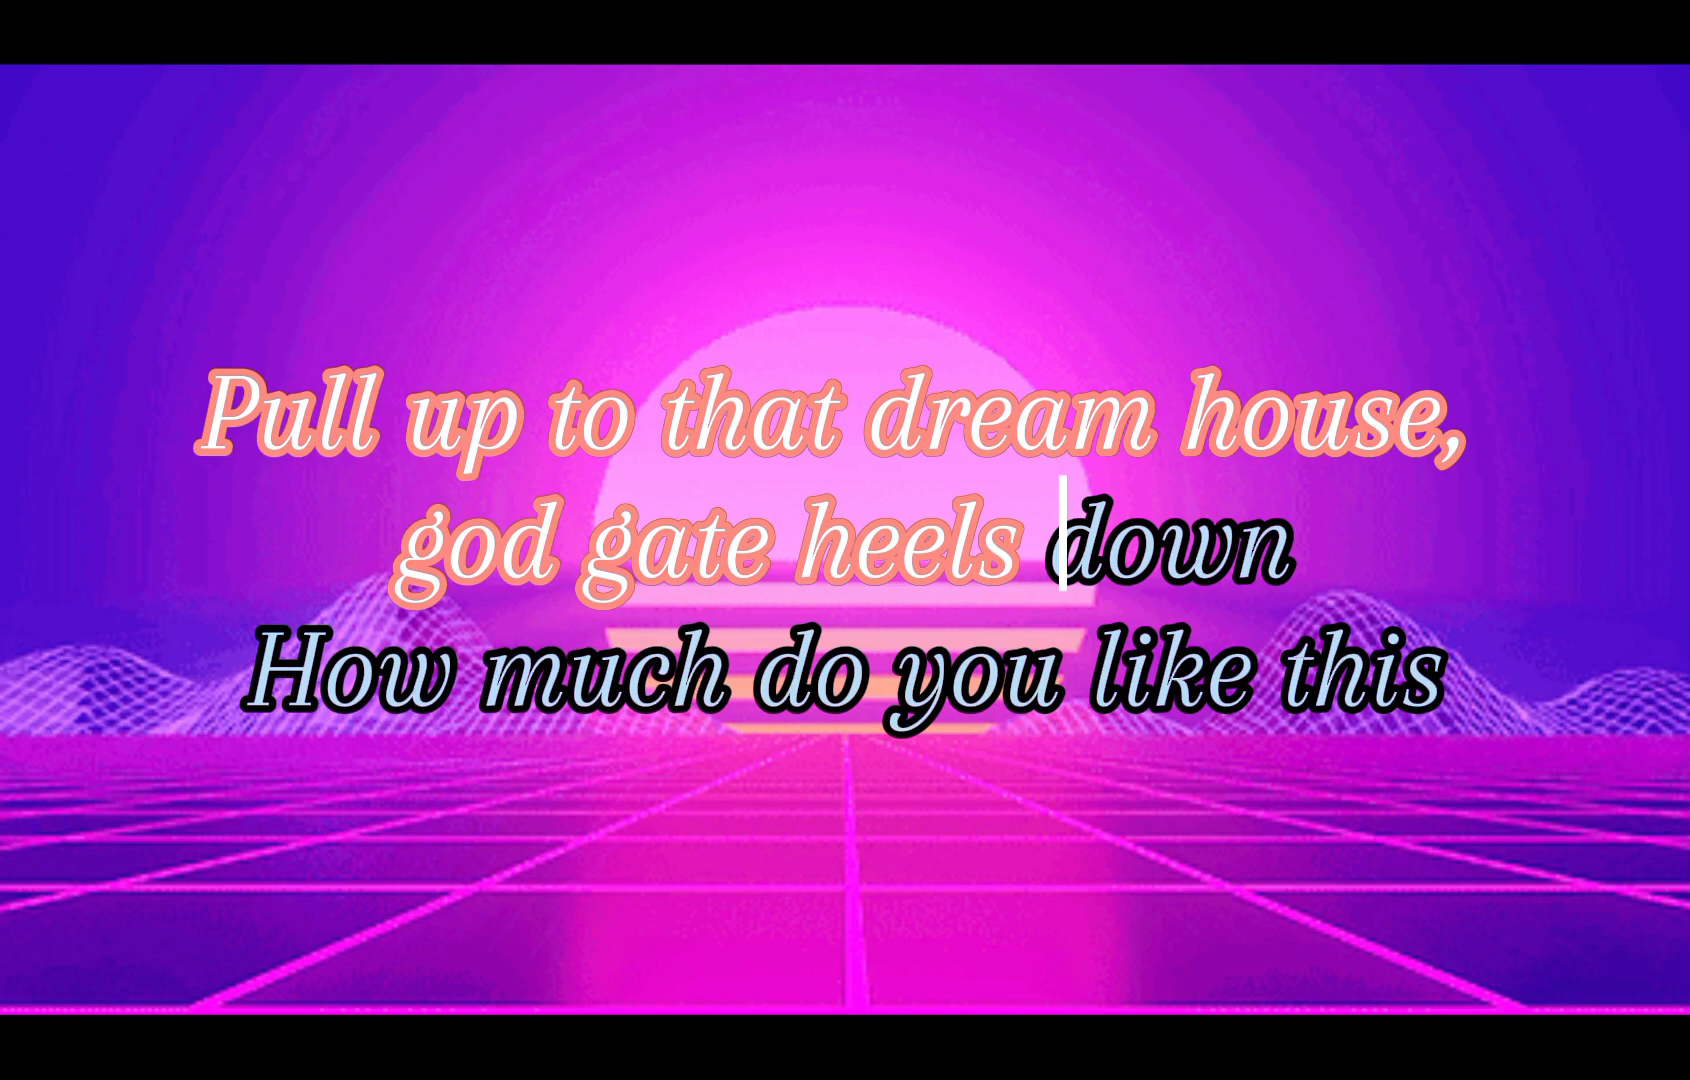 Pull up to that dream house,
god gate heels down
How much do you like this